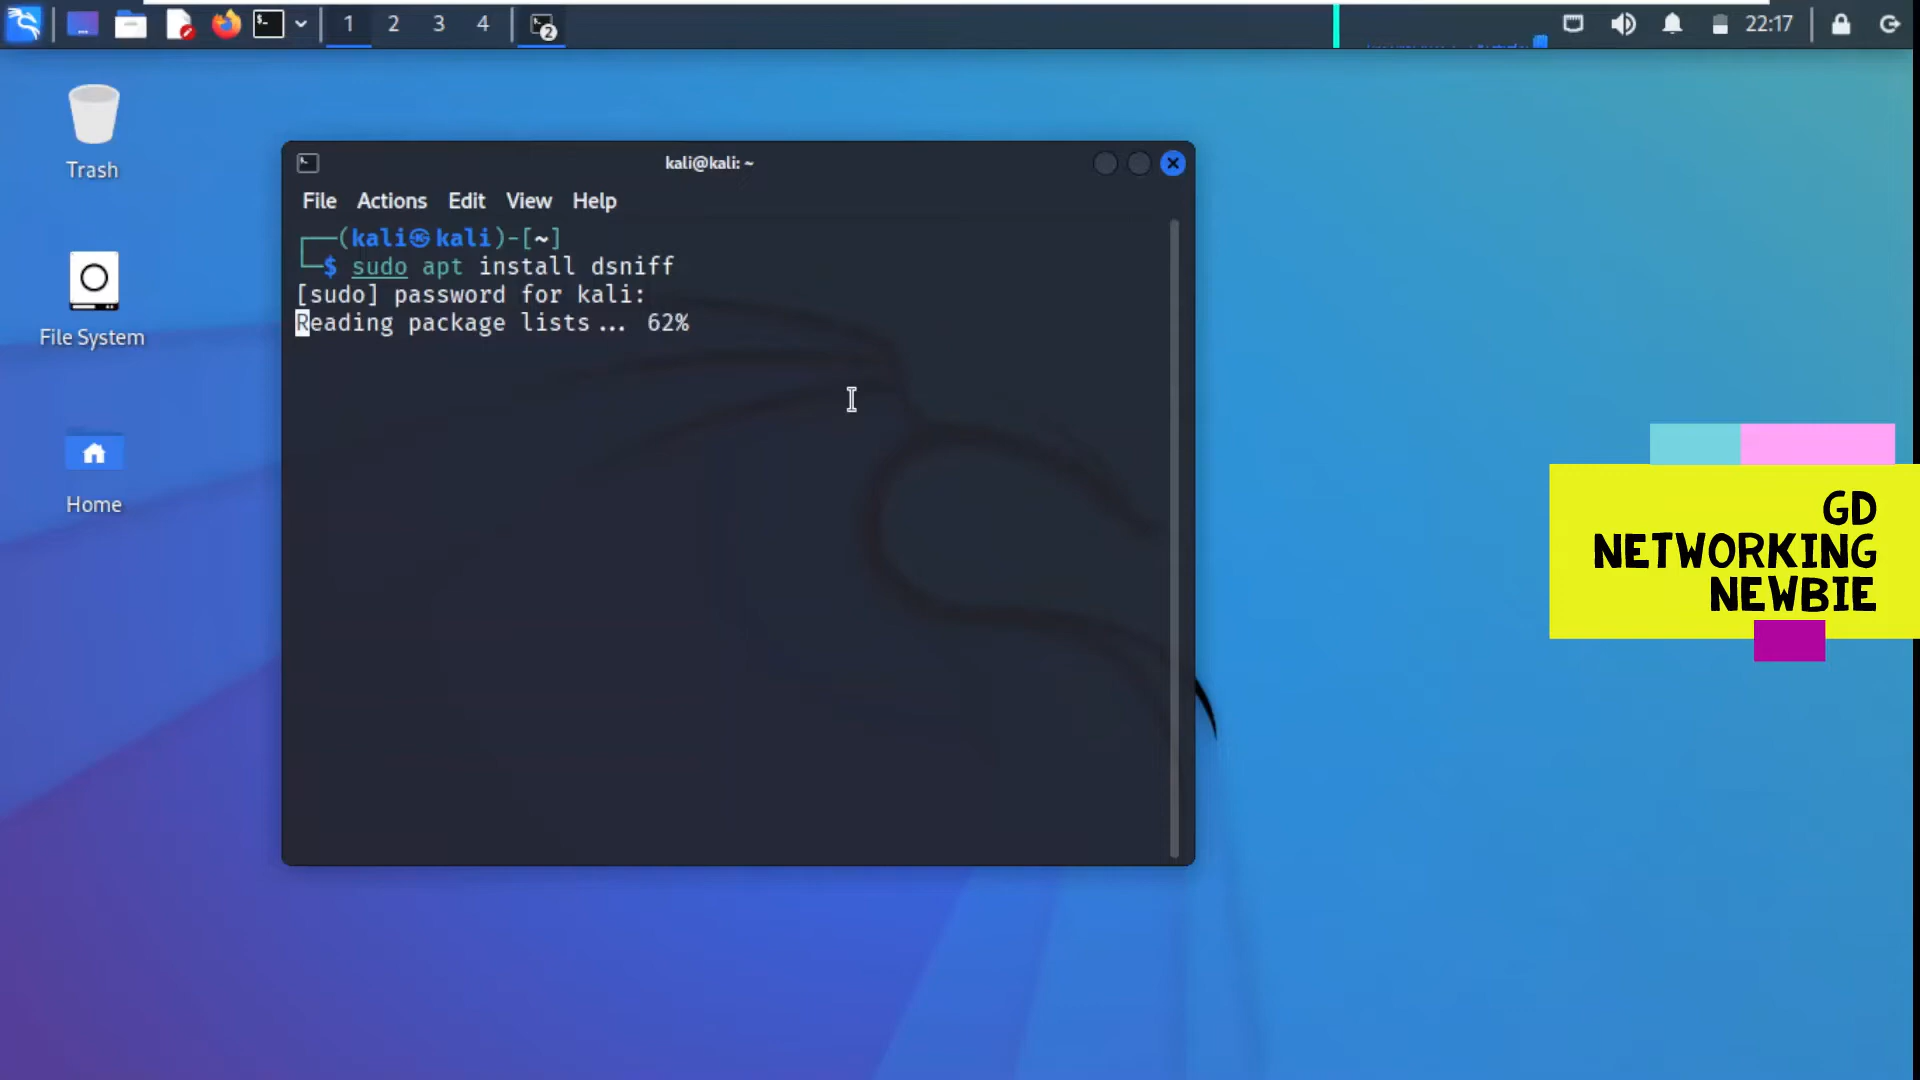 1 2 3 4 2 22:17
Trash
File System
Home
kali@kali: ~
File Actions Edit View Help
┌──(kali㉿kali)-[~]
└─$ sudo apt install dsniff
[sudo] password for kali:
Reading package lists... 62%
GD
NETWORKING
NEWBIE